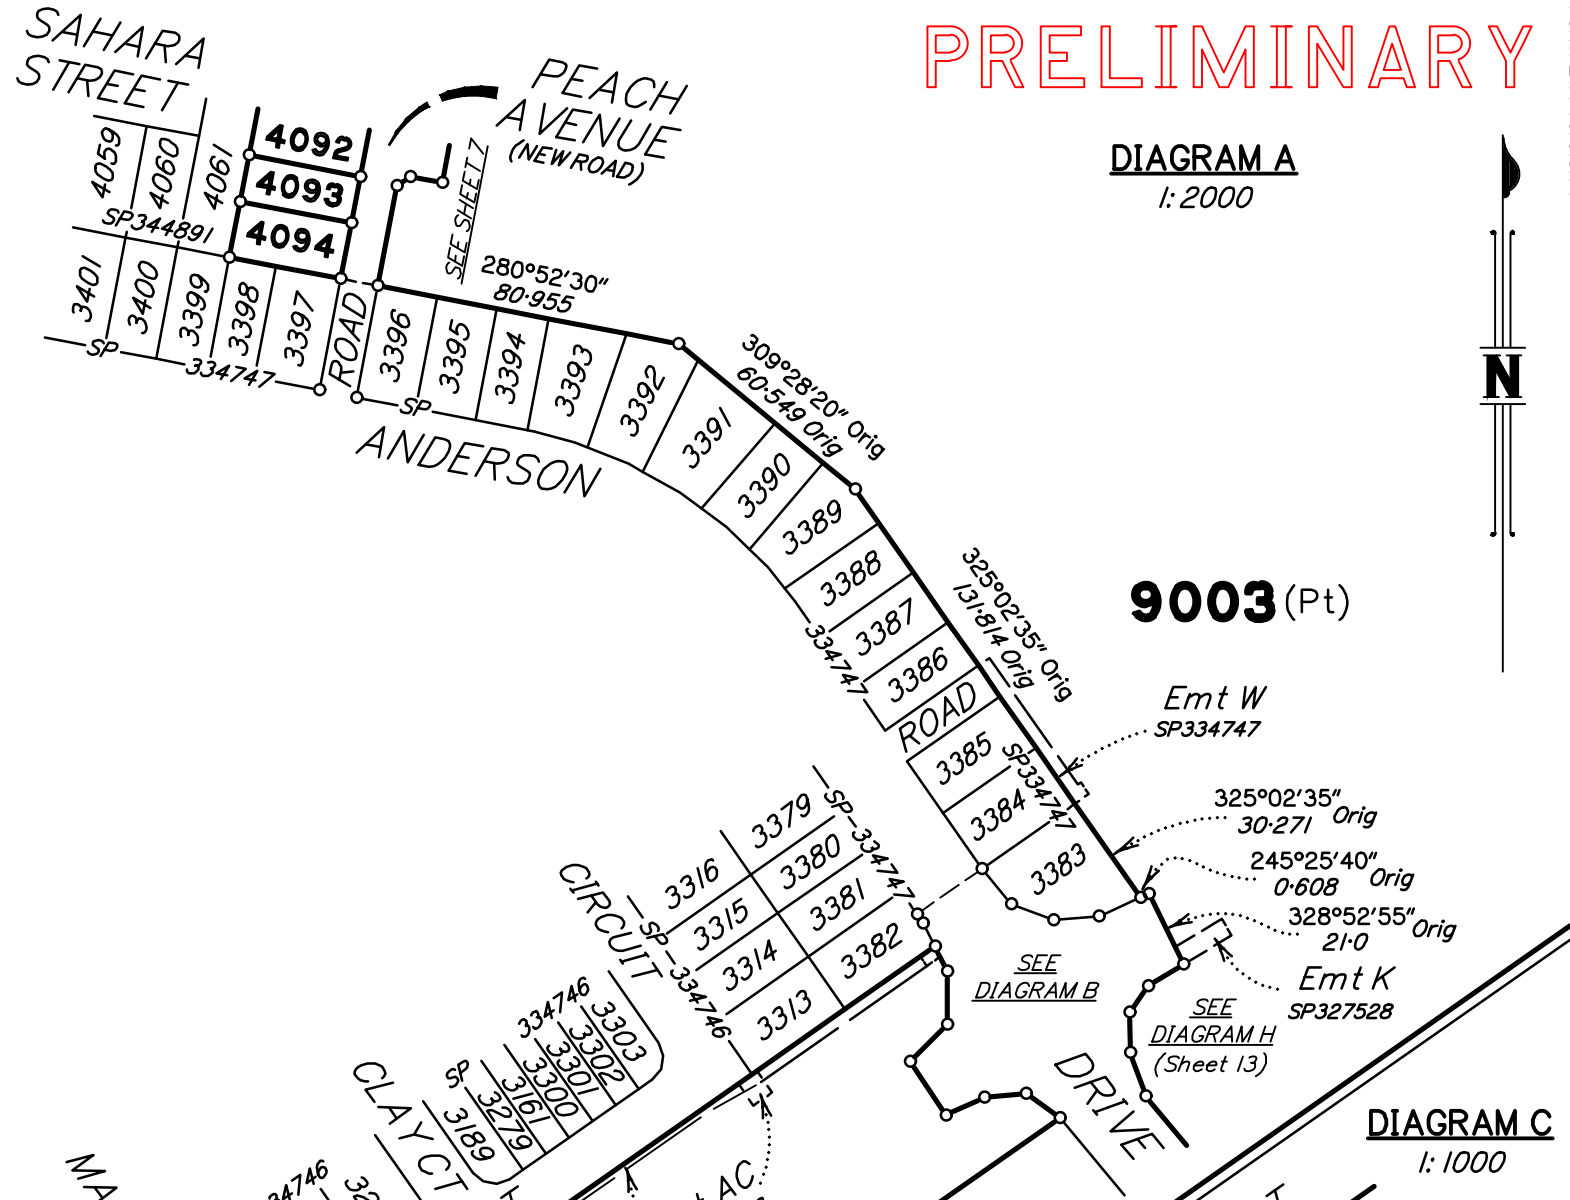 SAHARA
STREET
PEACH
AVENUE
(NEW ROAD)
PRELIMINARY
DIAGRAM A
1:2000
4059
4060
4061
4092
4093
4094
SP344891
SEE SHEET 7
280°52'30"
80·955
3401
3400
3399
3398
3397
ROAD
3396
3395
3394
3393
3392
3391
3390
3389
3388
3387
3386
SP
334747
SP
ANDERSON
309°28'20"
60·549 Orig
Orig
N
325°02'35" Orig
131·814 Orig
9003 (Pt)
334747
ROAD
3385
3384
3383
SP334747
Emt W
SP334747
325°02'35"
30·271
Orig
245°25'40"
0·608
Orig
328°52'55"
21·0
Orig
Emt K
SP327528
SP
334747
3379
3380
3381
3382
3316
3315
3314
3313
CIRCUIT
SP
334746
SEE
DIAGRAM B
SEE
DIAGRAM H
(Sheet 13)
334746
3303
3302
3301
3300
3161
3279
3189
SP
CLAY CT
DRIVE
DIAGRAM C
1:1000
34746
AC